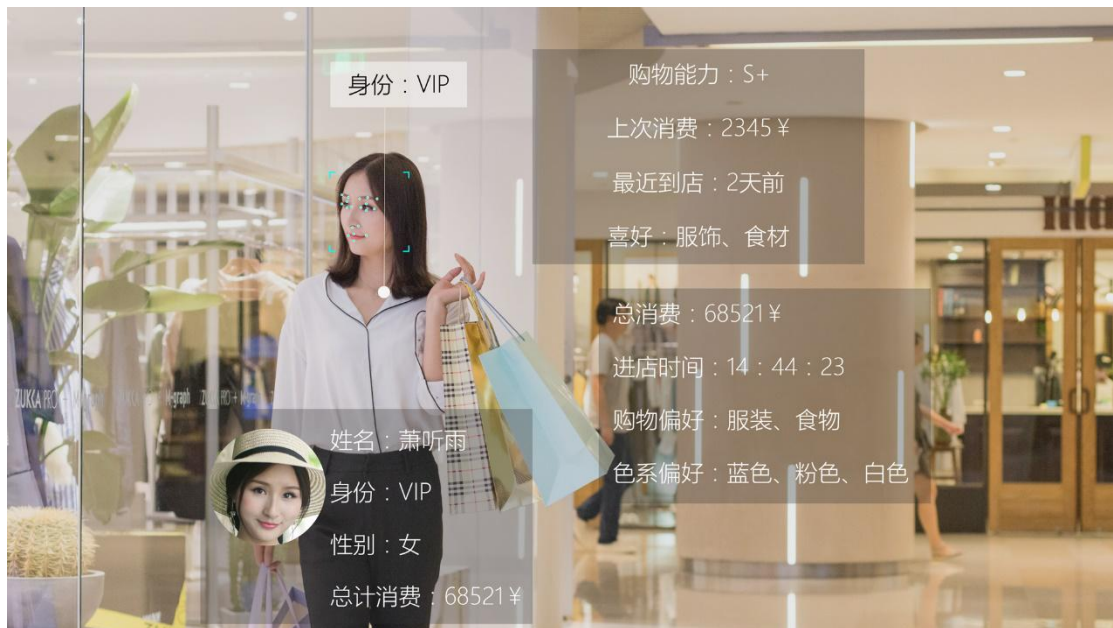 身份：VIP
购物能力：S+
上次消费：2345¥
最近到店：2天前
喜好：服饰、食材
总消费：68521¥
进店时间：14：44：23
购物偏好：服装、食物
色系偏好：蓝色、粉色、白色
ZUKKA PRO +
姓名：萧听雨
身份：VIP
性别：女
总计消费：68521¥